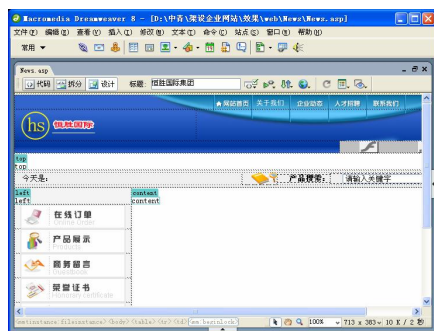 Macromedia Dreamweaver 8 - [D:\中青\架设企业网站\效果\web\News\News.asp]
文件(F) 编辑(E) 查看(V) 插入(I) 修改(M) 文本(T) 命令(C) 站点(S) 窗口(W) 帮助(H)
常用
News.asp
代码 拆分 设计 标题: 恒胜国际集团
网站首页 关于我们 企业动态 人才招聘 联系我们
hs 恒胜国际
top
top
今天是: 产品搜索: 请输入关键字
left content
left content
在线订单
产品展示
Products
商务留言
荣誉证书
Honorary certificate
100% 713 x 383 10 K / 2 秒